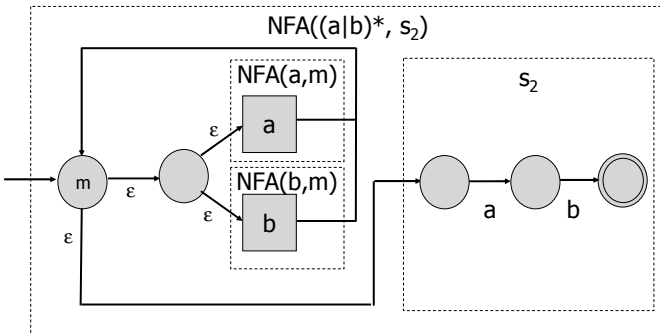 NFA((a|b)*, s₂)
NFA(a,m)
s₂
ε
a
m
ε
NFA(b,m)
ε
b
a
b
ε